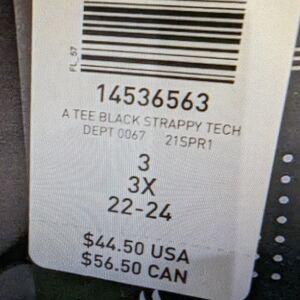 FL_57
14536563
A TEE BLACK STRAPPY TECH
DEPT 0067 21SPR1
3
3X
22-24
$44.50 USA
$56.50 CAN